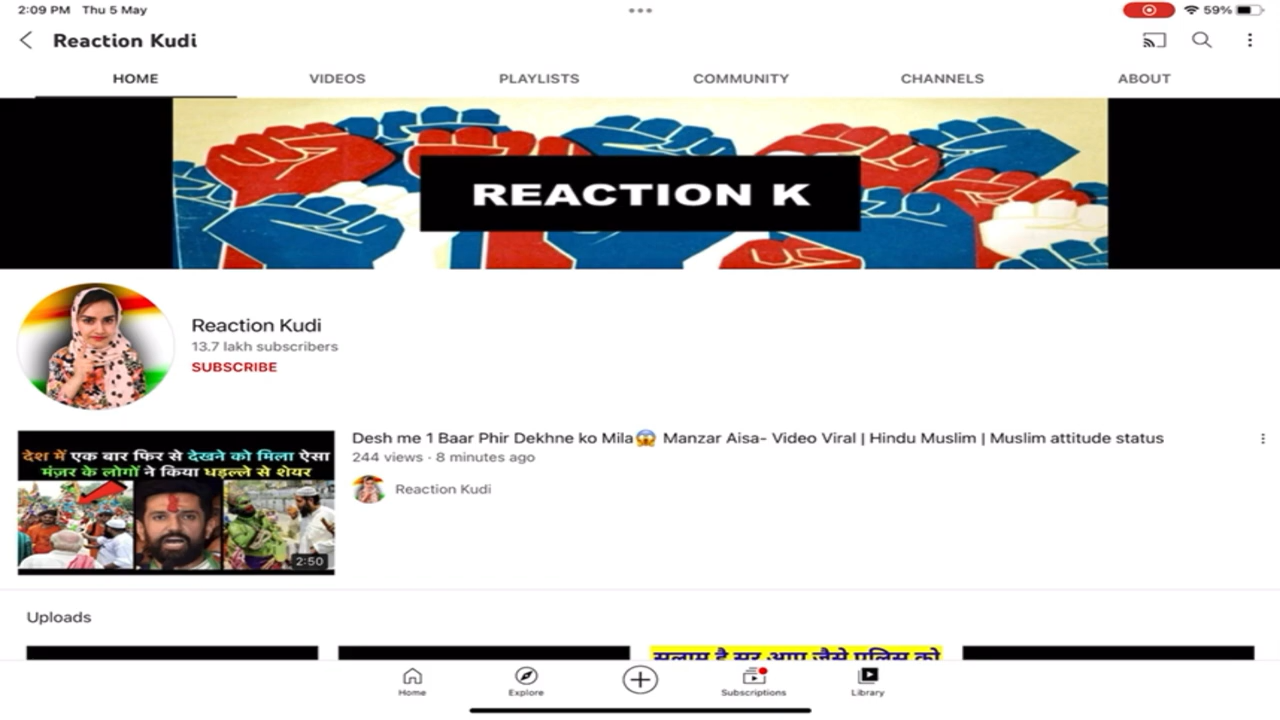 2:09 PM Thu 5 May
59%
Reaction Kudi
HOME VIDEOS PLAYLISTS COMMUNITY CHANNELS ABOUT
REACTION K
Reaction Kudi
13.7 lakh subscribers
SUBSCRIBE
देश में एक बार फिर से देखने को मिला ऐसा
मंज़र के लोगों ने किया धड़ल्ले से शेयर
2:50
Desh me 1 Baar Phir Dekhne ko Mila😱 Manzar Aisa- Video Viral | Hindu Muslim | Muslim attitude status
244 views · 8 minutes ago
Reaction Kudi
Uploads
सलाम है सर आप जैसे पुलिस को
Home Explore Subscriptions Library